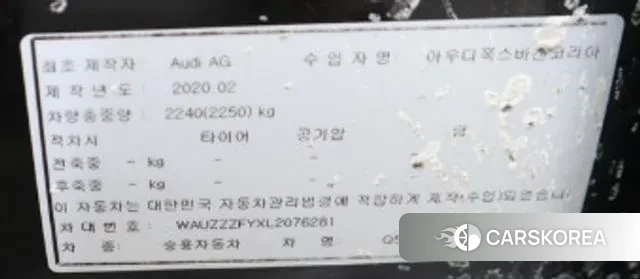 최초 제작자 : Audi AG 수 입 자 명 : 아우디폭스바겐코리아
제 작 년 도 : 2020 02
차량총중량 : 2240(2250) kg
적차시 타이어 공기압
전축중 - kg - -
후축중 - kg - -
이 자동차는 대한민국 자동차관리법령에 적합하게 제작(수입)되었습니
차 대 번 호 : WAUZZZFYXL2076281
차 종: 승용자동차 차 명:
CARSKOREA